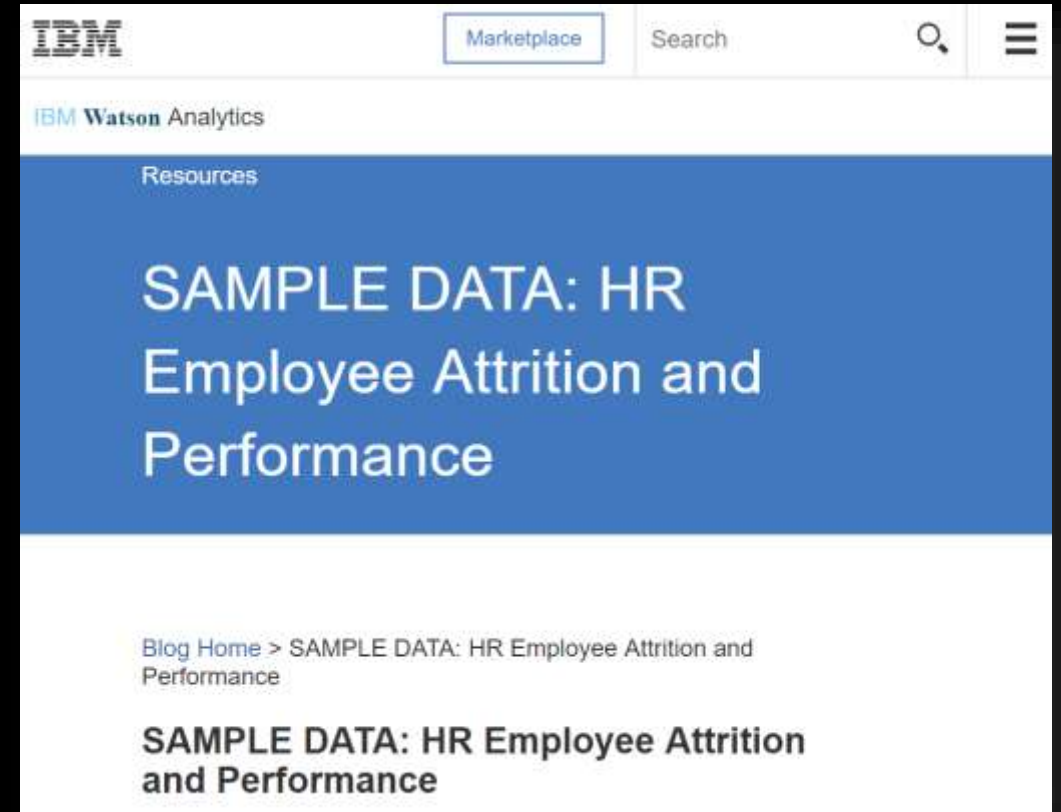 IBM
Marketplace
Search
IBM Watson Analytics
Resources
SAMPLE DATA: HR
Employee Attrition and
Performance
Blog Home > SAMPLE DATA: HR Employee Attrition and
Performance
SAMPLE DATA: HR Employee Attrition
and Performance